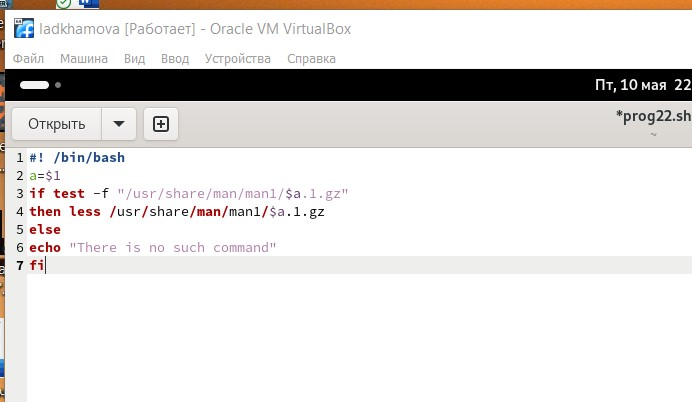 ladkhamova [Работает] - Oracle VM VirtualBox
Файл Машина Вид Ввод Устройства Справка
Пт, 10 мая 22
Открыть
*prog22.sh
~
1 #! /bin/bash
2 a=$1
3 if test -f "/usr/share/man/man1/$a.1.gz"
4 then less /usr/share/man/man1/$a.1.gz
5 else
6 echo "There is no such command"
7 fi